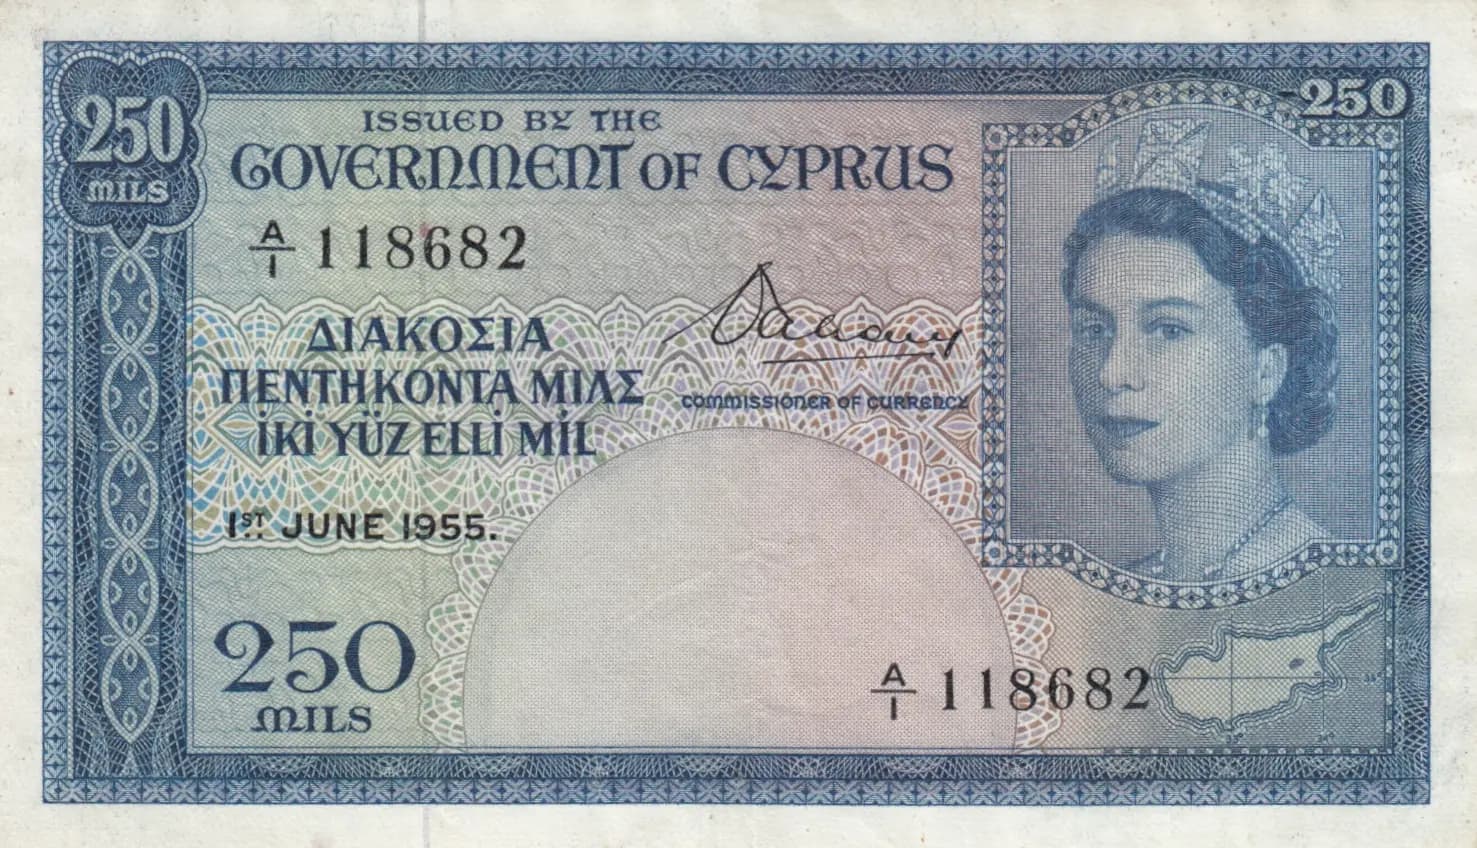 250
MILS
250
ISSUED BY THE
GOVERNMENT OF CYPRUS
A/1 118682
ΔΙΑΚΟΣΙΑ
ΠΕΝΤΗΚΟΝΤΑ ΜΙΛΣ
İKİ YÜZ ELLİ MİL
COMMISSIONER OF CURRENCY
1ST JUNE 1955.
250
MILS
A/1 118682